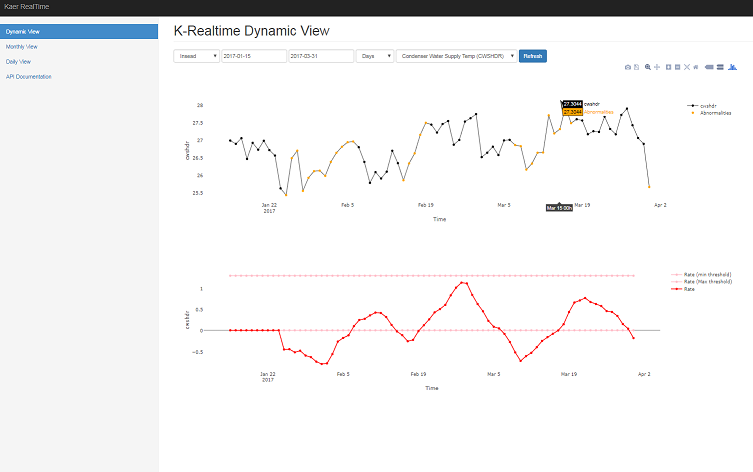 Kaer RealTime
Dynamic View
Monthly View
Daily View
API Documentation
K-Realtime Dynamic View
Insead
2017-01-15
2017-03-31
Days
Condenser Water Supply Temp (CWSHDR)
Refresh
28
27.5
27
26.5
26
25.5
cwshdr
27.3044 cwshdr
27.3044 Abnormalities
cwshdr
Abnormalities
Jan 22
2017
Feb 5
Feb 19
Mar 5
Mar 15 00h
Mar 19
Apr 2
Time
1
0.5
0
−0.5
cwshdr
Rate (min threshold)
Rate (Max threshold)
Rate
Jan 22
2017
Feb 5
Feb 19
Mar 5
Mar 19
Apr 2
Time